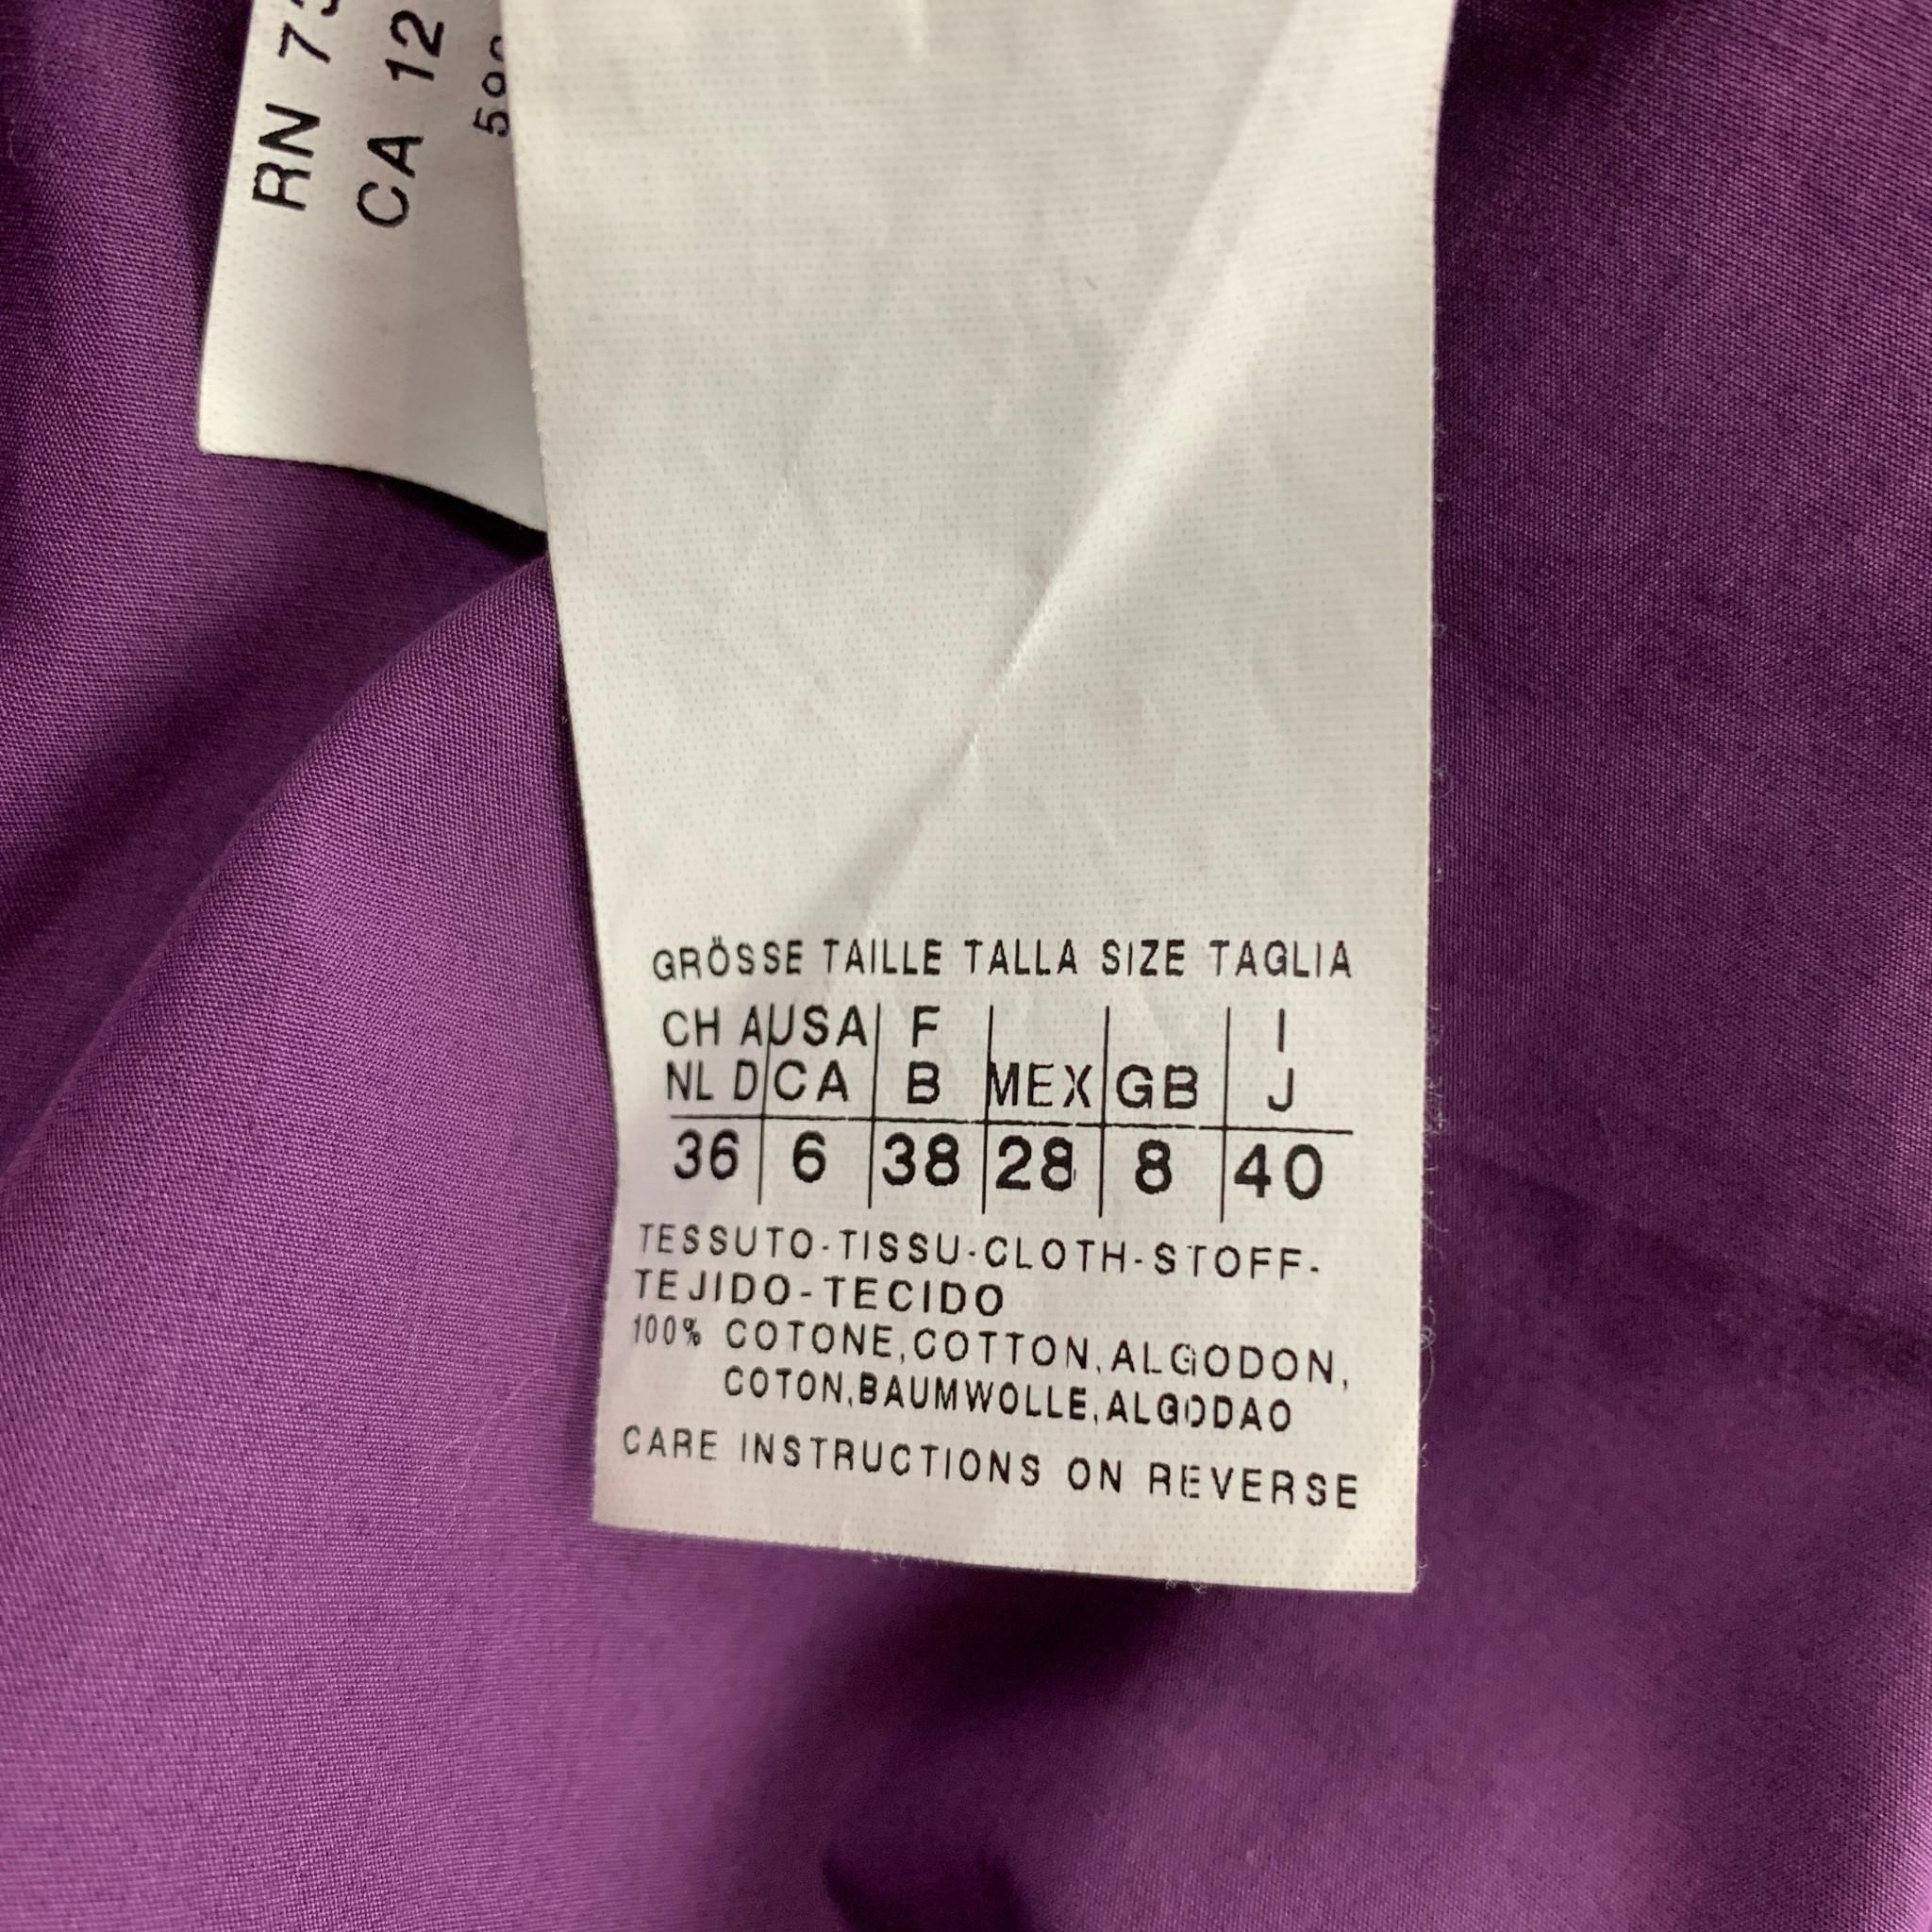 RN 73
CA 12
GRÖSSE TAILLE TALLA SIZE TAGLIA
CH A USA F I
NL D CA B MEX GB J
36 6 38 28 8 40
TESSUTO-TISSU-CLOTH-STOFF-
TEJIDO-TECIDO
100% COTONE,COTTON,ALGODON,
COTON,BAUMWOLLE,ALGODAO
CARE INSTRUCTIONS ON REVERSE